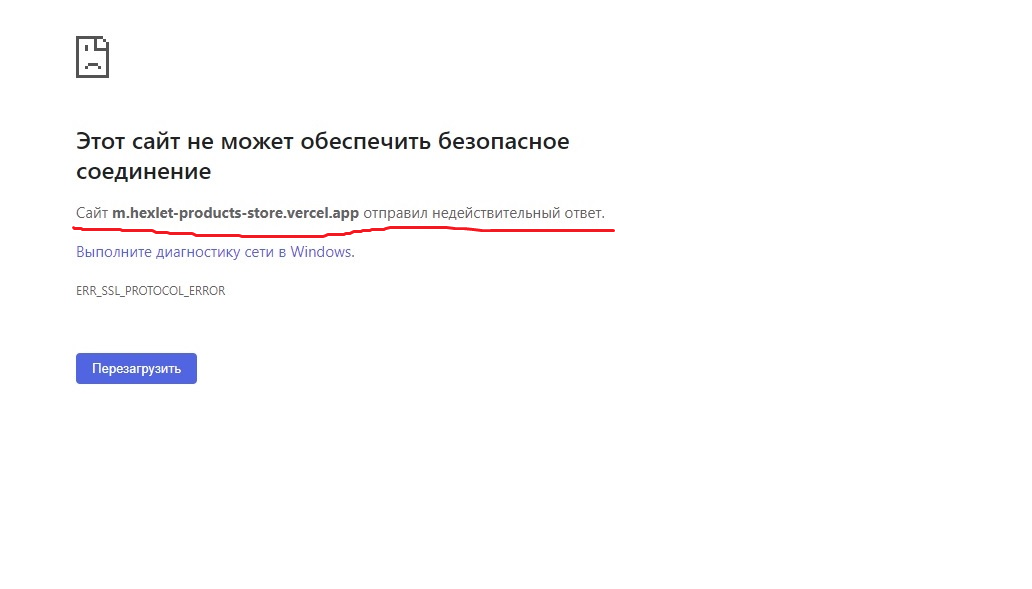 Этот сайт не может обеспечить безопасное
соединение
Сайт m.hexlet-products-store.vercel.app отправил недействительный ответ.
Выполните диагностику сети в Windows.
ERR_SSL_PROTOCOL_ERROR
Перезагрузить